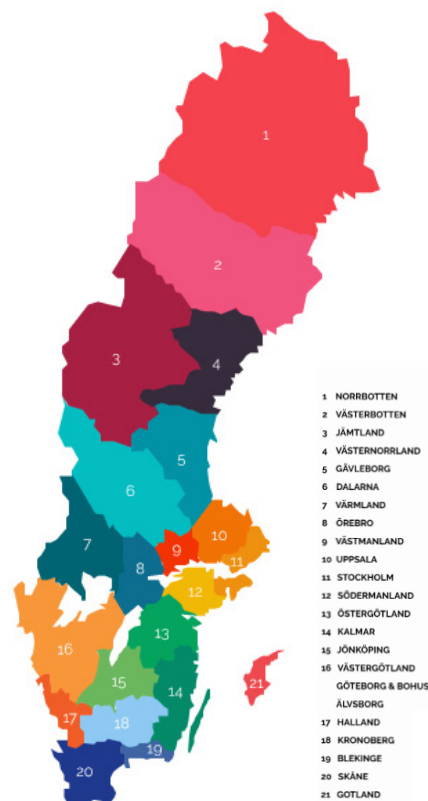 1
2
3
4
5
6
7
8
9
10
11
12
13
14
15
16
17
18
19
20
21
1 NORRBOTTEN
2 VÄSTERBOTTEN
3 JÄMTLAND
4 VÄSTERNORRLAND
5 GÄVLEBORG
6 DALARNA
7 VÄRMLAND
8 ÖREBRO
9 VÄSTMANLAND
10 UPPSALA
11 STOCKHOLM
12 SÖDERMANLAND
13 ÖSTERGÖTLAND
14 KALMAR
15 JÖNKÖPING
16 VÄSTERGÖTLAND
GÖTEBORG & BOHUS
ÄLVSBORG
17 HALLAND
18 KRONOBERG
19 BLEKINGE
20 SKÅNE
21 GOTLAND